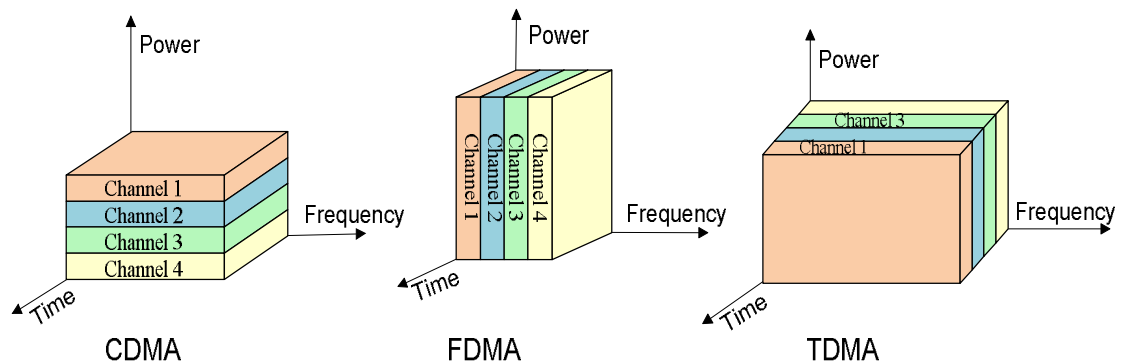 Power
Channel 1
Channel 2
Channel 3
Channel 4
Frequency
Time
CDMA
Power
Channel 1
Channel 2
Channel 3
Channel 4
Frequency
Time
FDMA
Power
Channel 3
Channel 1
Frequency
Time
TDMA